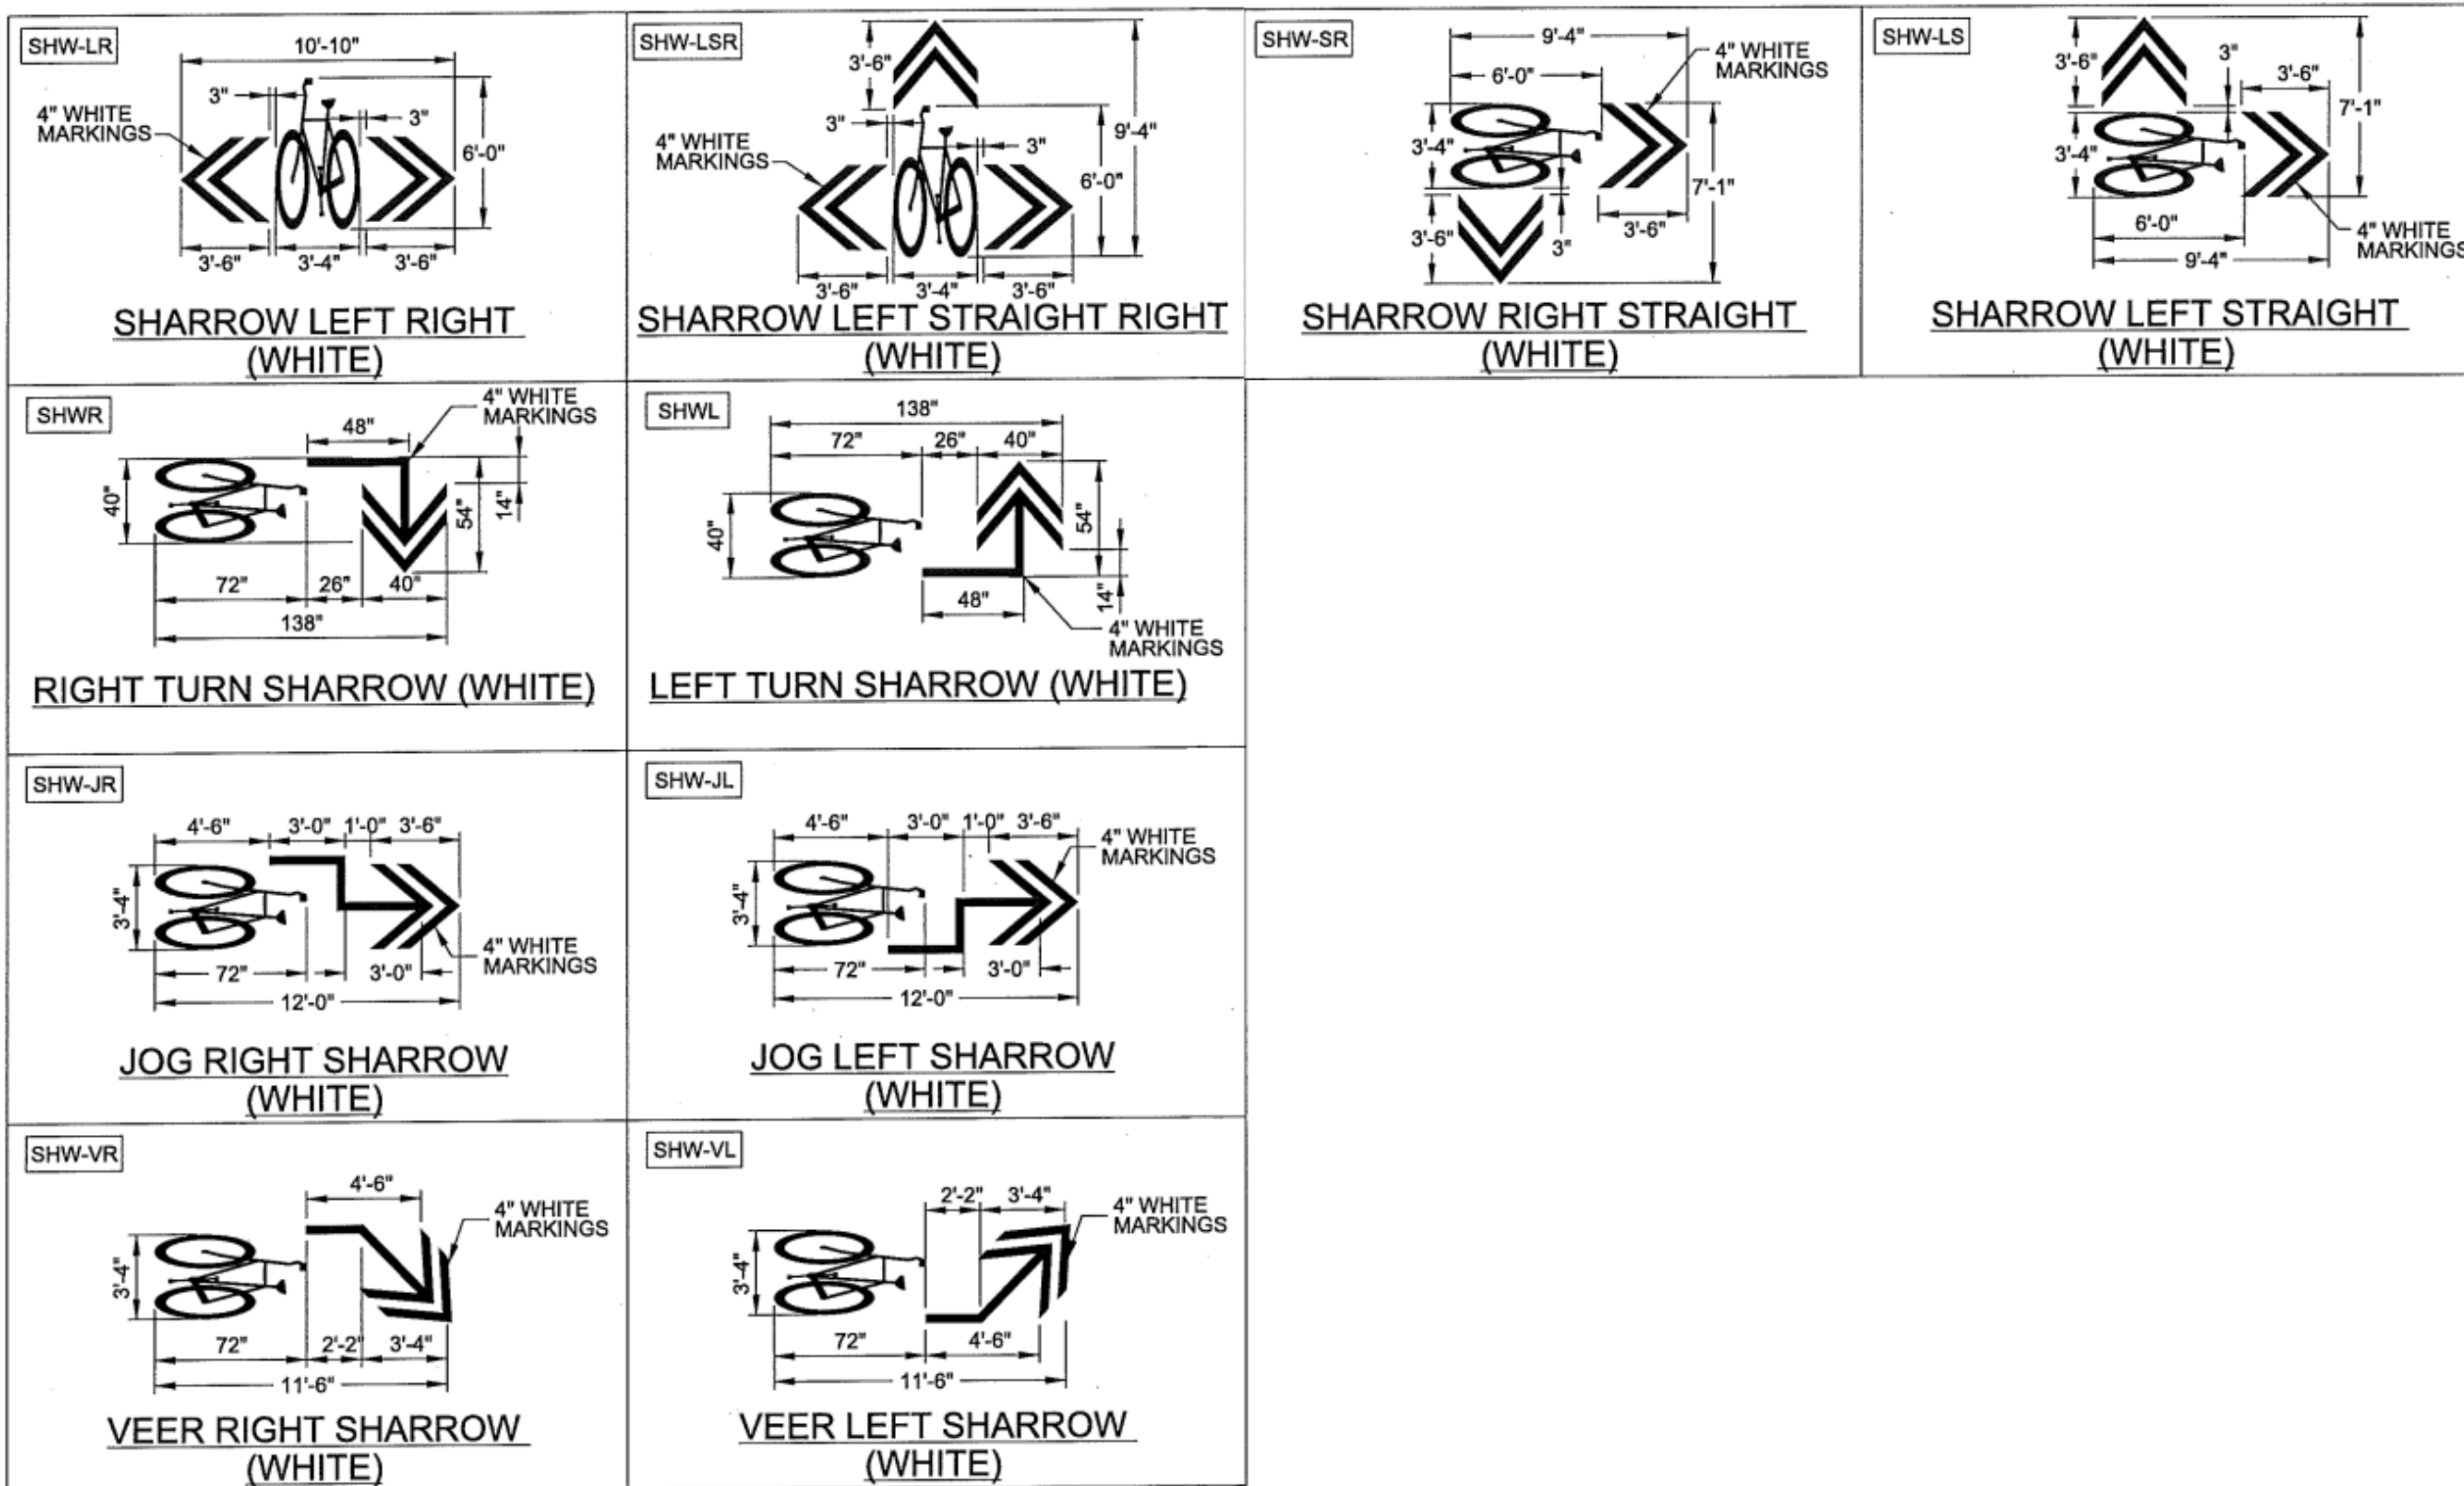 SHW-LR
10'-10"
3"
3"
4" WHITE
MARKINGS
6'-0"
3'-6"
3'-4"
3'-6"
SHARROW LEFT RIGHT
(WHITE)
SHW-LSR
3'-6"
3"
9'-4"
4" WHITE
MARKINGS
3"
6'-0"
3'-6"
3'-4"
3'-6"
SHARROW LEFT STRAIGHT RIGHT
(WHITE)
SHW-SR
9'-4"
4" WHITE
MARKINGS
6'-0"
3'-4"
7'-1"
3'-6"
3"
3'-6"
SHARROW RIGHT STRAIGHT
(WHITE)
SHW-LS
3'-6"
3"
3'-6"
7'-1"
3'-4"
6'-0"
4" WHITE
MARKINGS
9'-4"
SHARROW LEFT STRAIGHT
(WHITE)
SHWR
4" WHITE
MARKINGS
48"
40"
54"
14"
72"
26"
40"
138"
RIGHT TURN SHARROW (WHITE)
SHWL
138"
72"
26"
40"
40"
54"
48"
14"
4" WHITE
MARKINGS
LEFT TURN SHARROW (WHITE)
SHW-JR
4'-6"
3'-0"
1'-0"
3'-6"
3'-4"
4" WHITE
MARKINGS
72"
3'-0"
12'-0"
JOG RIGHT SHARROW
(WHITE)
SHW-JL
4'-6"
3'-0"
1'-0"
3'-6"
4" WHITE
MARKINGS
3'-4"
72"
3'-0"
12'-0"
JOG LEFT SHARROW
(WHITE)
SHW-VR
4'-6"
4" WHITE
MARKINGS
3'-4"
72"
2'-2"
3'-4"
11'-6"
VEER RIGHT SHARROW
(WHITE)
SHW-VL
2'-2"
3'-4"
4" WHITE
MARKINGS
3'-4"
72"
4'-6"
11'-6"
VEER LEFT SHARROW
(WHITE)